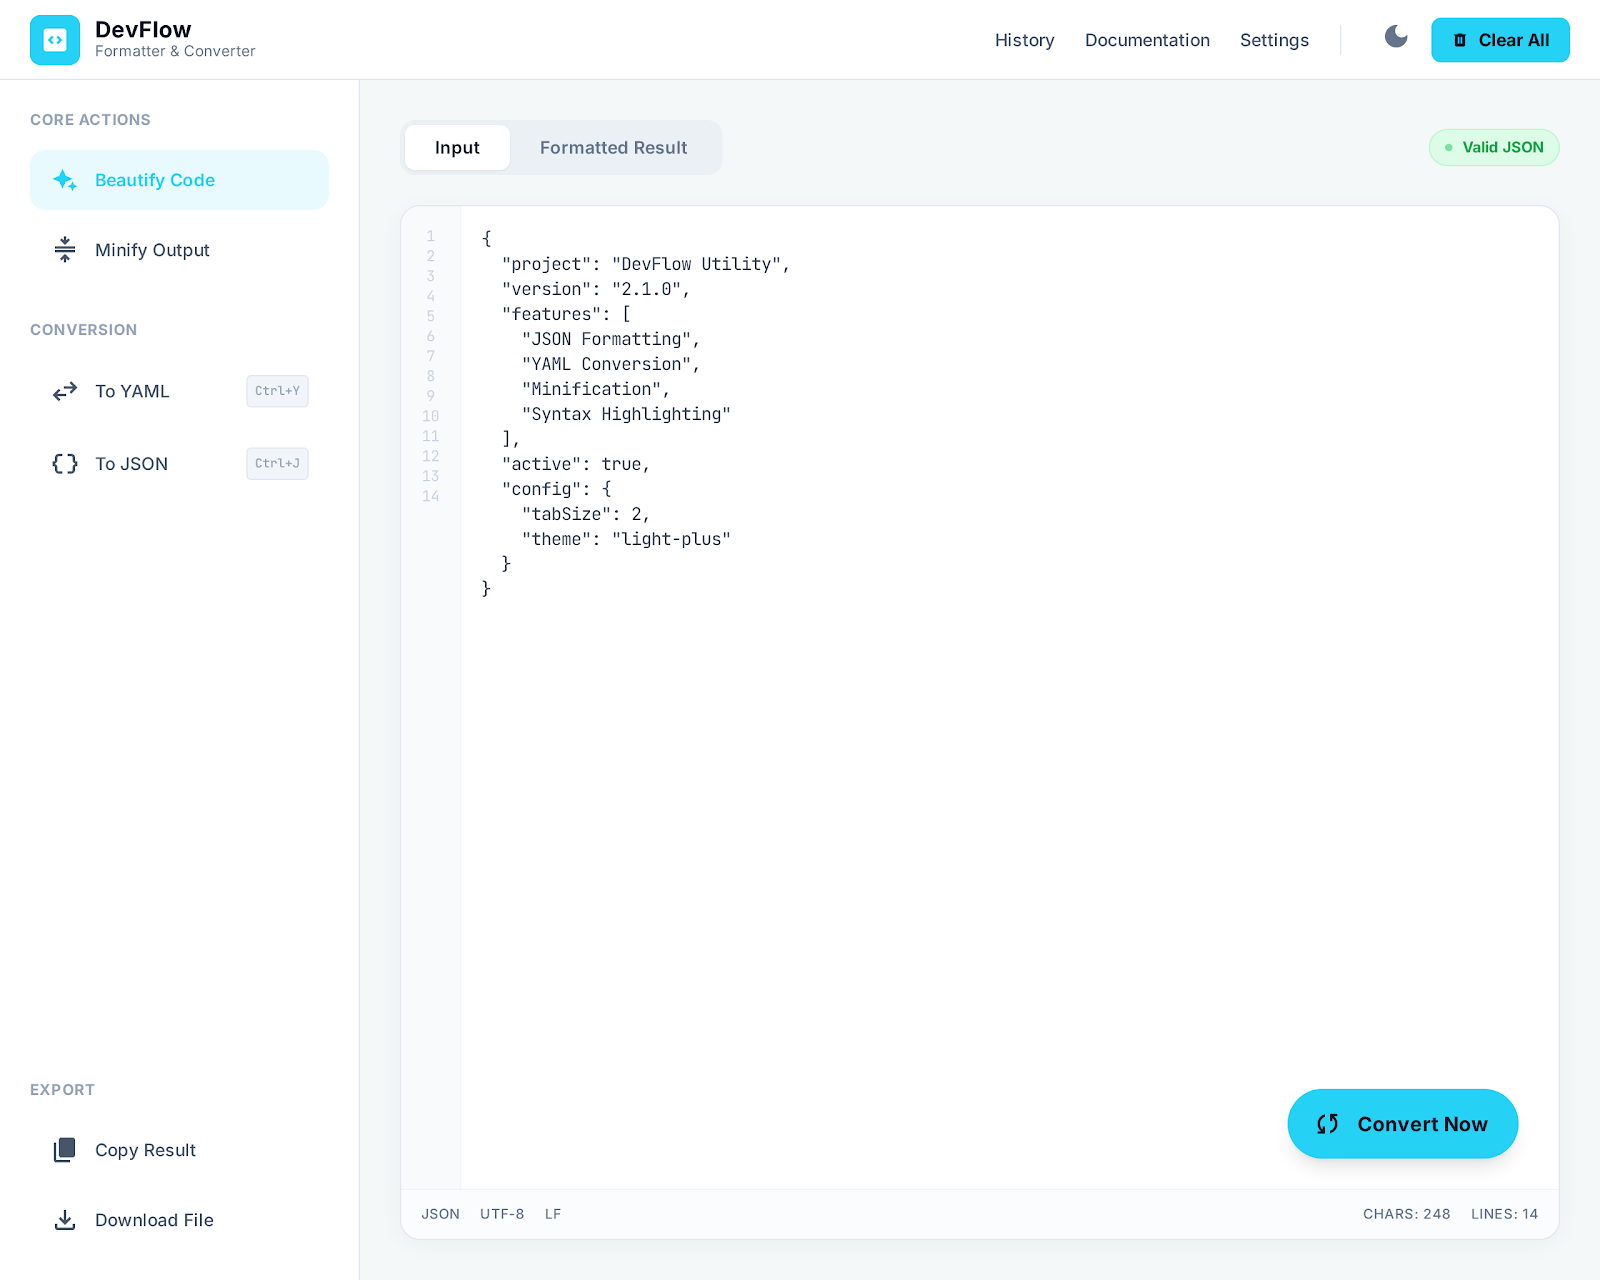 DevFlow
Formatter & Converter
History
Documentation
Settings
Clear All
CORE ACTIONS
Beautify Code
Minify Output
CONVERSION
To YAML
Ctrl+Y
To JSON
Ctrl+J
EXPORT
Copy Result
Download File
Input
Formatted Result
Valid JSON
1
2
3
4
5
6
7
8
9
10
11
12
13
14
{
  "project": "DevFlow Utility",
  "version": "2.1.0",
  "features": [
    "JSON Formatting",
    "YAML Conversion",
    "Minification",
    "Syntax Highlighting"
  ],
  "active": true,
  "config": {
    "tabSize": 2,
    "theme": "light-plus"
  }
}
Convert Now
JSON
UTF-8
LF
CHARS: 248
LINES: 14